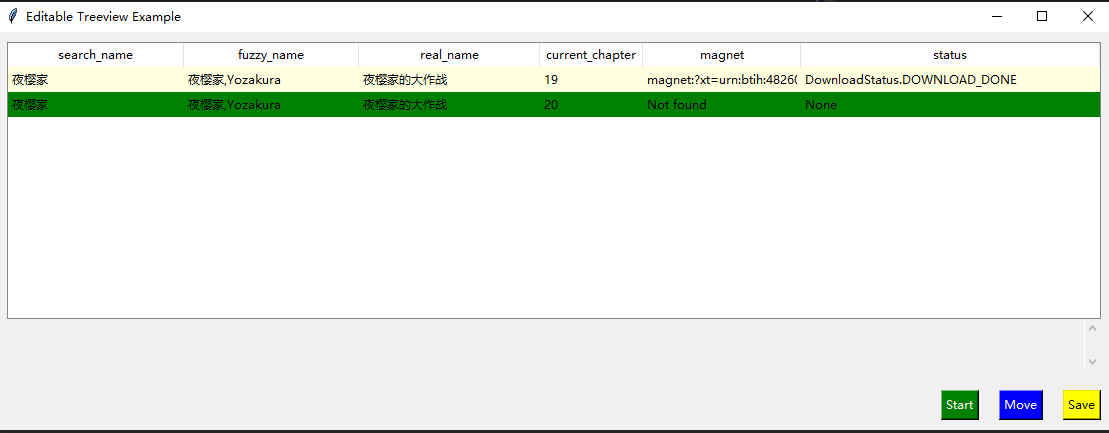 Editable Treeview Example
search_name fuzzy_name real_name current_chapter magnet status
夜樱家 夜樱家,Yozakura 夜樱家的大作战 19 magnet:?xt=urn:btih:48260 DownloadStatus.DOWNLOAD_DONE
夜樱家 夜樱家,Yozakura 夜樱家的大作战 20 Not found None
Start Move Save